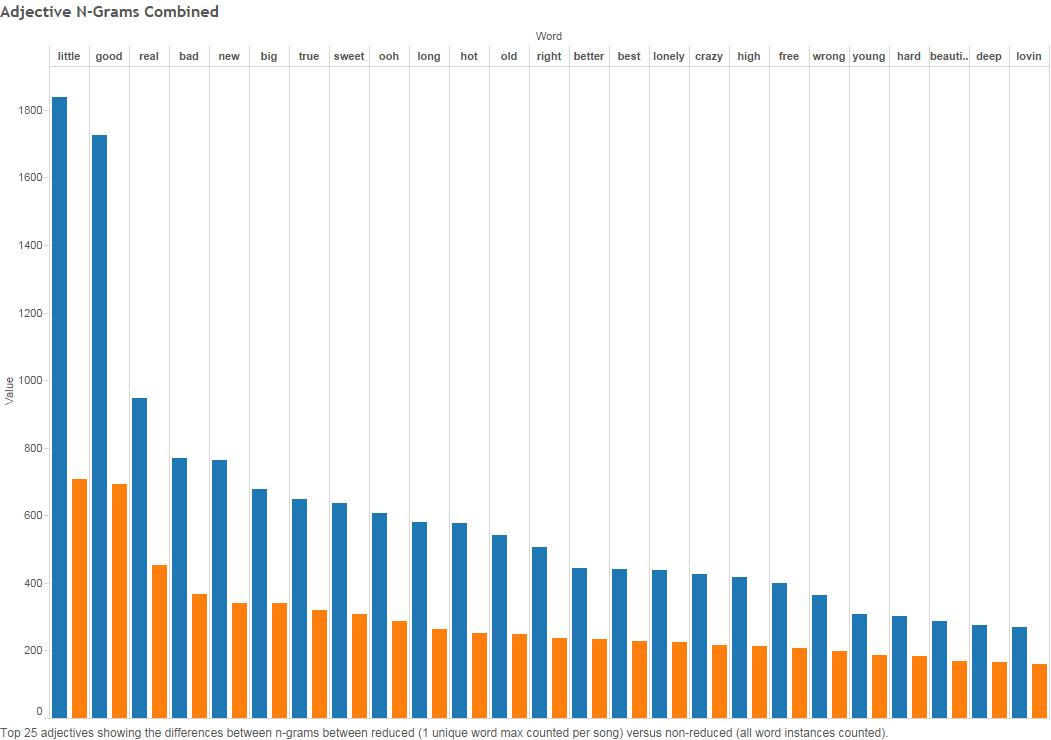 Adjective N-Grams Combined
Word
little good real bad new big true sweet ooh long hot old right better best lonely crazy high free wrong young hard beauti.. deep lovin
1800
1600
1400
1200
1000
800
600
400
200
0
Value
Top 25 adjectives showing the differences between n-grams between reduced (1 unique word max counted per song) versus non-reduced (all word instances counted).